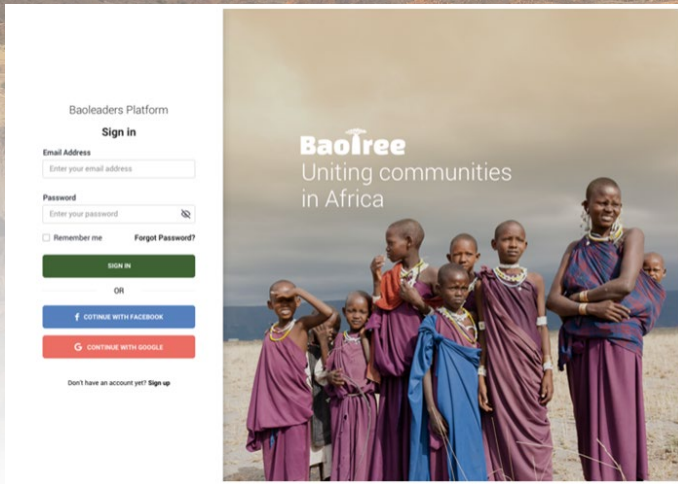 Baoleaders Platform
Sign in
Email Address
Enter your email address
Password
Enter your password
Remember me
Forgot Password?
SIGN IN
OR
COTINUE WITH FACEBOOK
CONTINUE WITH GOOGLE
Don't have an account yet? Sign up
BaoTree
Uniting communities
in Africa